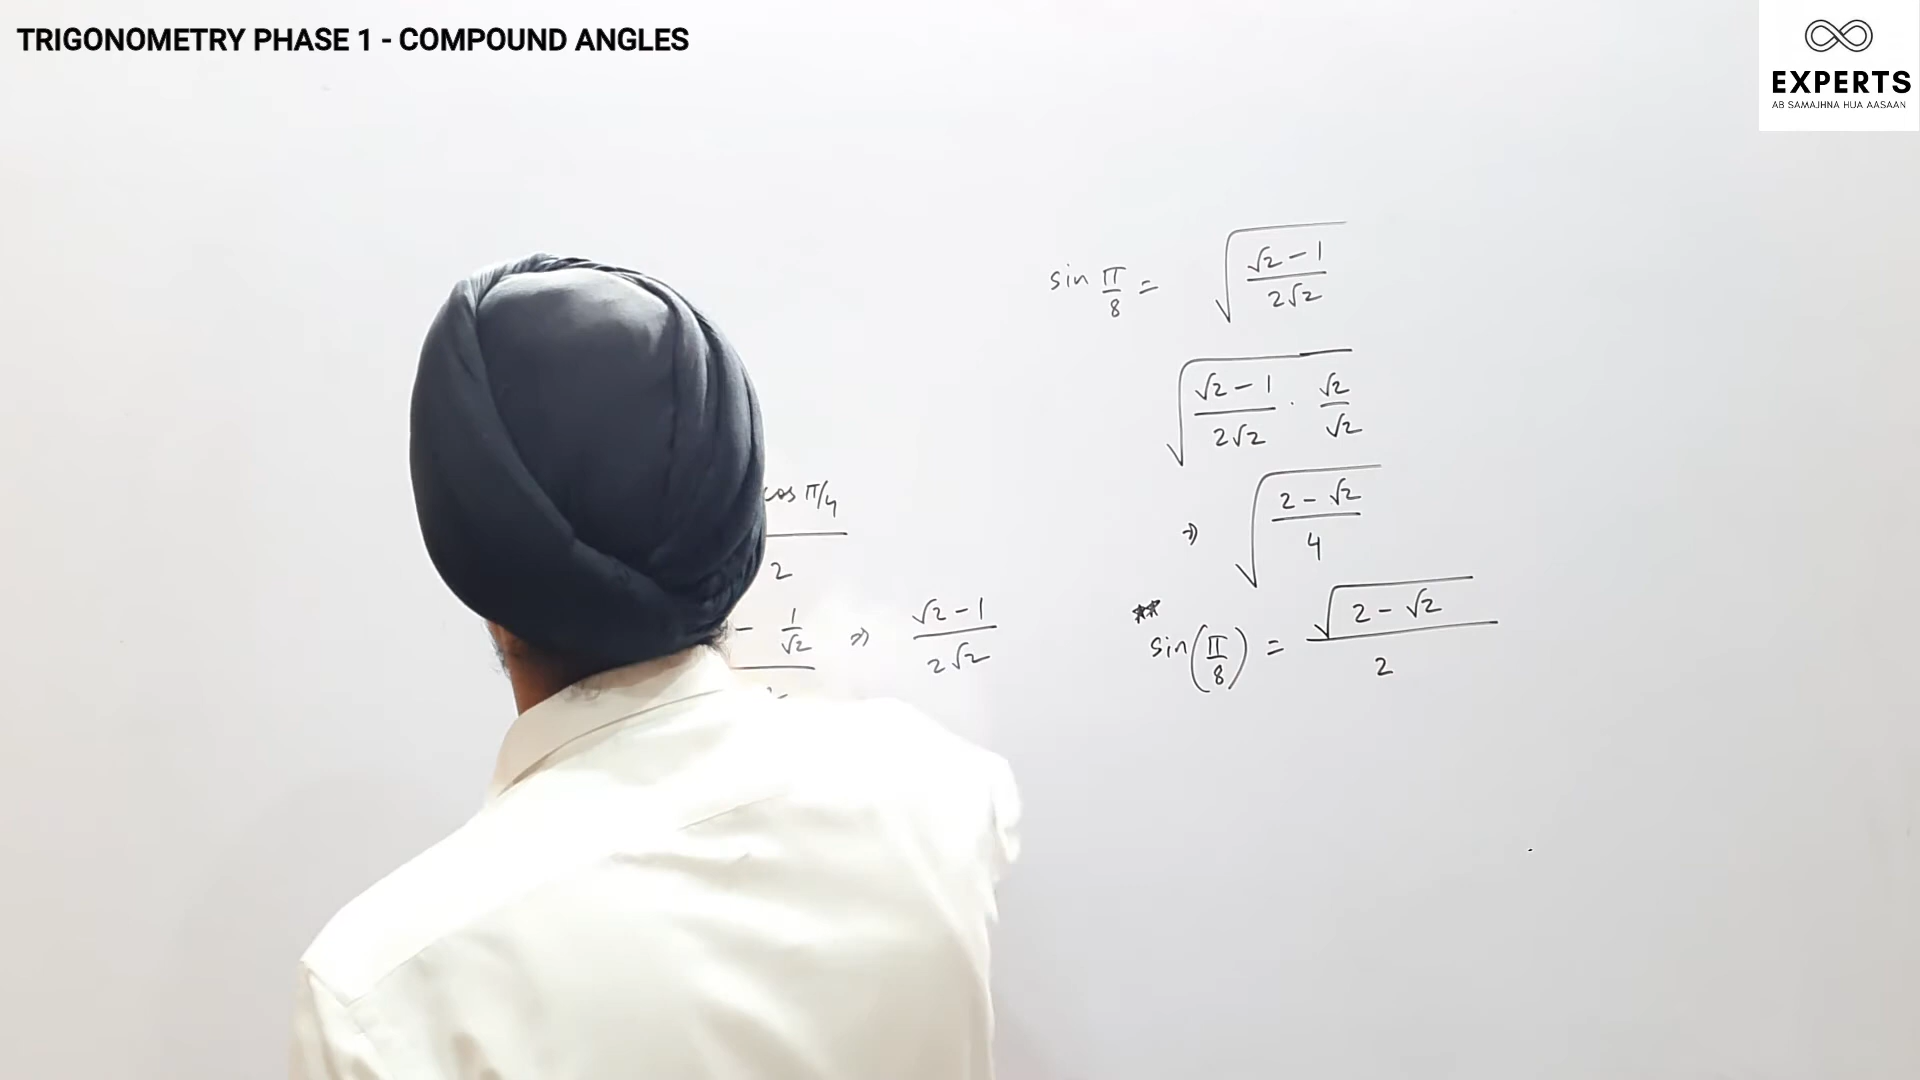 TRIGONOMETRY PHASE 1 - COMPOUND ANGLES
EXPERTS
AB SAMAJHNA HUA AASAAN
cos π/4
2
- 1/√2 ⇒ √2 - 1 / 2√2
sin π/8 = √((√2 - 1) / 2√2)
√((√2 - 1) / 2√2 · √2/√2)
⇒ √((2 - √2) / 4)
** sin(π/8) = √(2 - √2) / 2